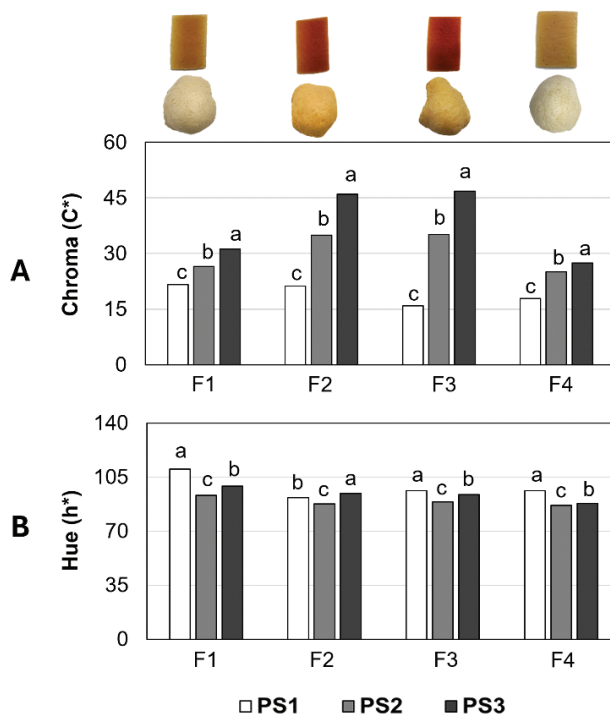 60
45
30
15
0
Chroma (C*)
A
c b a
c b a
c b a
c b a
F1 F2 F3 F4
140
105
70
35
0
Hue (h*)
B
a c b
b c a
a c b
a c b
F1 F2 F3 F4
PS1 PS2 PS3